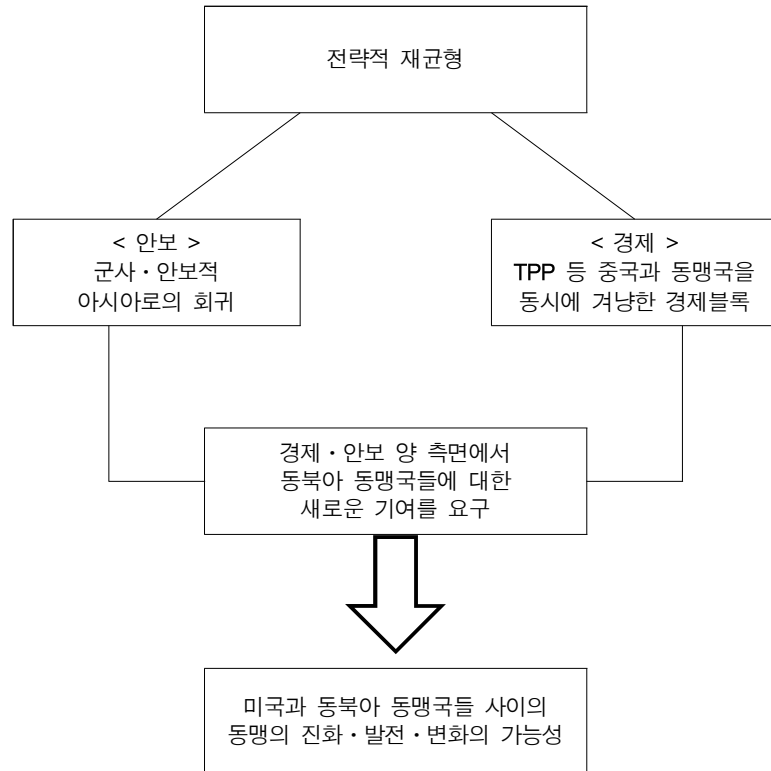 전략적 재균형
< 안보 >
군사・안보적
아시아로의 회귀
< 경제 >
TPP 등 중국과 동맹국을
동시에 겨냥한 경제블록
경제・안보 양 측면에서
동북아 동맹국들에 대한
새로운 기여를 요구
미국과 동북아 동맹국들 사이의
동맹의 진화・발전・변화의 가능성